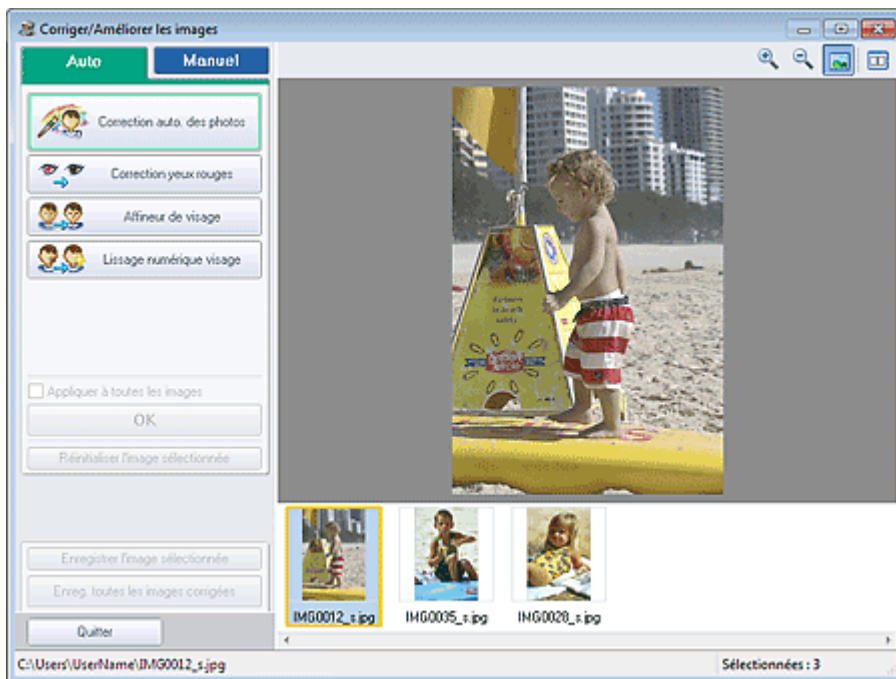 Corriger/Améliorer les images
Auto
Manuel
Correction auto. des photos
Correction yeux rouges
Affineur de visage
Lissage numérique visage
Appliquer à toutes les images
OK
Réinitialiser l'image sélectionnée
Enregistrer l'image sélectionnée
Enreg. toutes les images corrigées
Quitter
IMG0012_s.jpg
IMG0035_s.jpg
IMG0028_s.jpg
C:\Users\UserName\IMG0012_s.jpg
Sélectionnées : 3